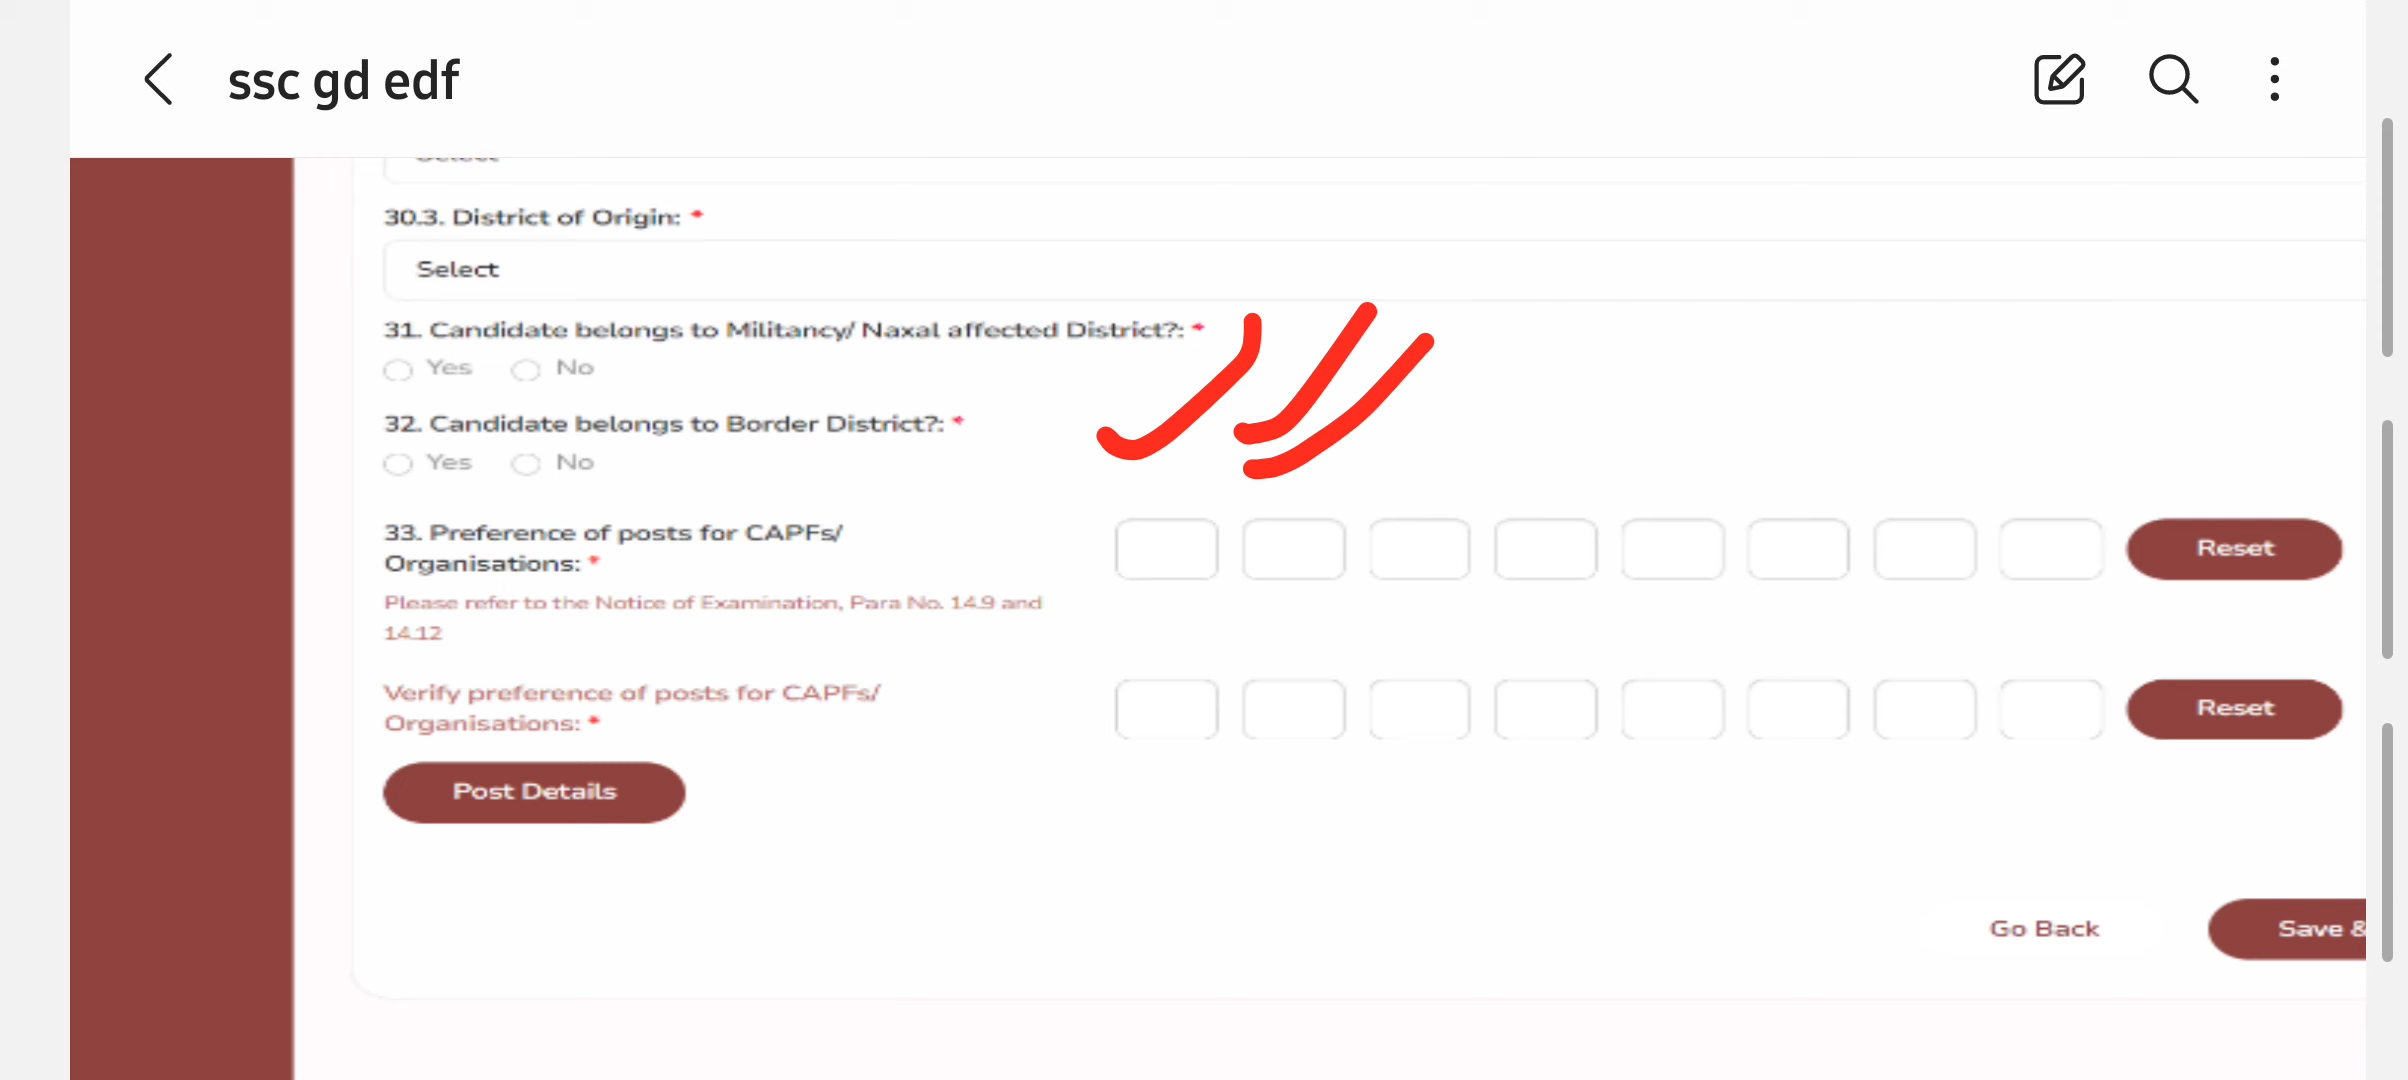 ssc gd edf
Select
30.3. District of Origin: *
Select
31. Candidate belongs to Militancy/ Naxal affected District?: *
Yes No
32. Candidate belongs to Border District?: *
Yes No
33. Preference of posts for CAPFs/
Organisations: *
Reset
Please refer to the Notice of Examination, Para No. 14.9 and
14.12
Verify preference of posts for CAPFs/
Organisations: *
Reset
Post Details
Go Back
Save &